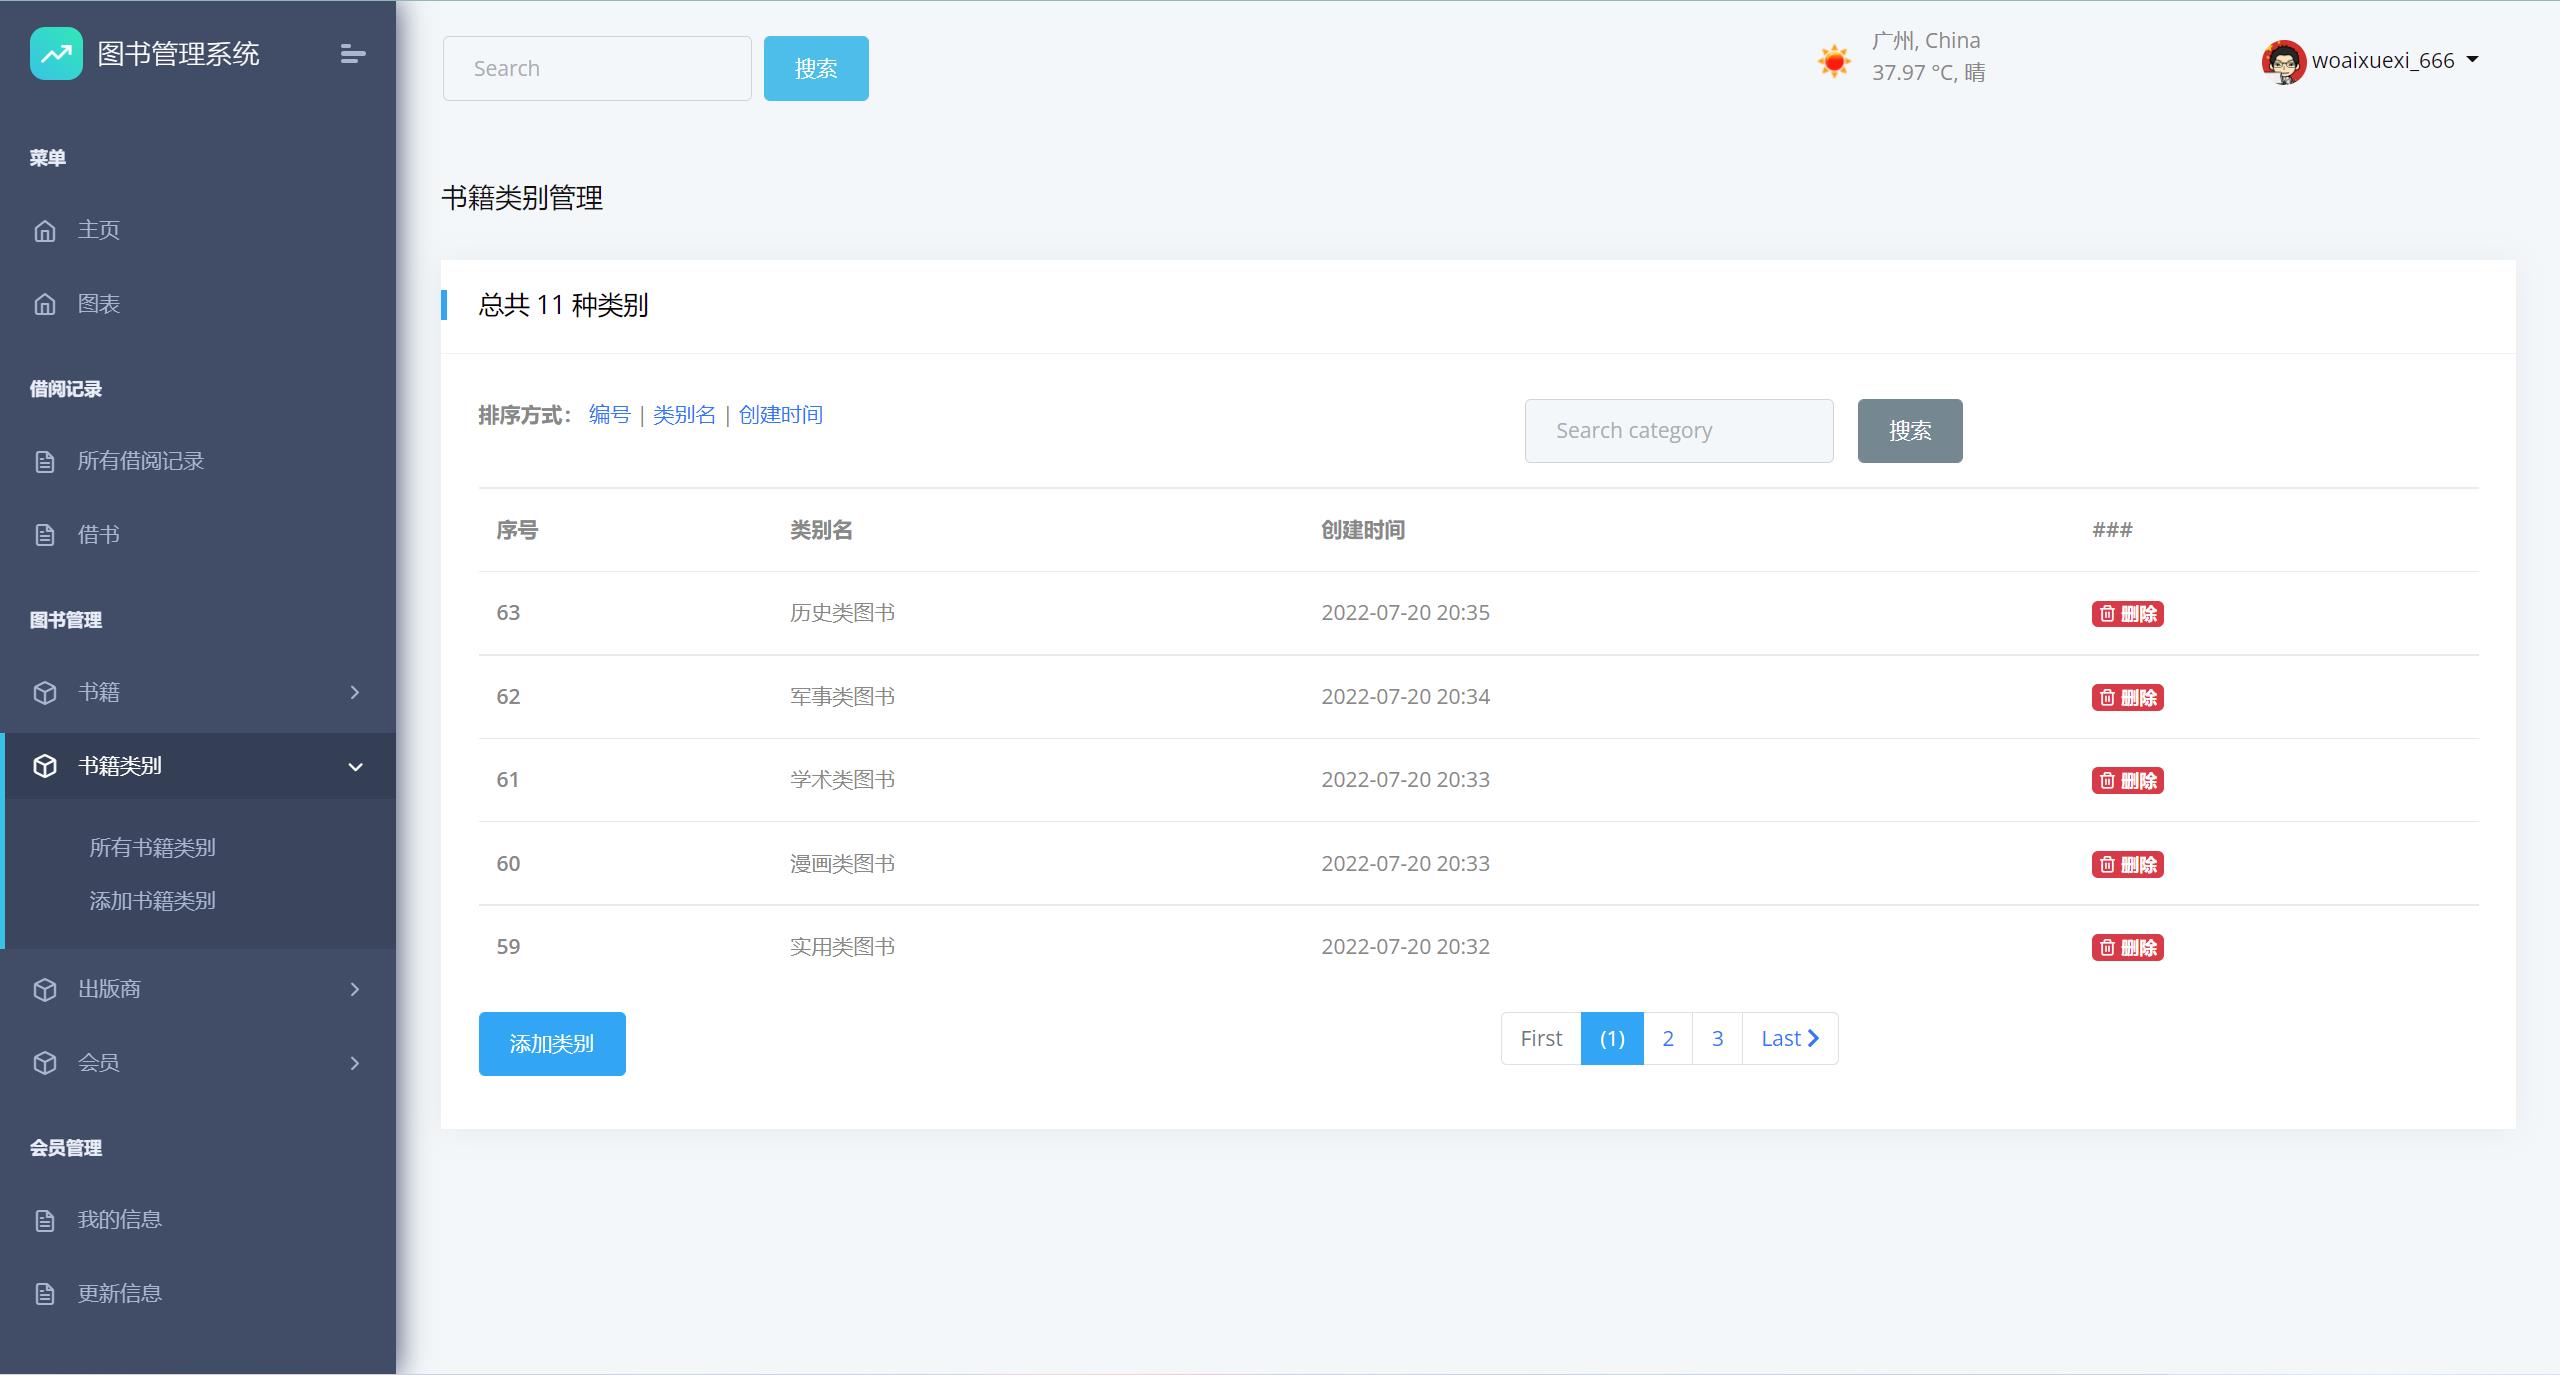 图书管理系统
菜单
主页
图表
借阅记录
所有借阅记录
借书
图书管理
书籍
书籍类别
所有书籍类别
添加书籍类别
出版商
会员
会员管理
我的信息
更新信息
Search 搜索
广州, China
37.97 °C, 晴
woaixuexi_666
书籍类别管理
总共 11 种类别
排序方式： 编号 | 类别名 | 创建时间
Search category 搜索
序号 类别名 创建时间 ###
63 历史类图书 2022-07-20 20:35 删除
62 军事类图书 2022-07-20 20:34 删除
61 学术类图书 2022-07-20 20:33 删除
60 漫画类图书 2022-07-20 20:33 删除
59 实用类图书 2022-07-20 20:32 删除
添加类别
First (1) 2 3 Last